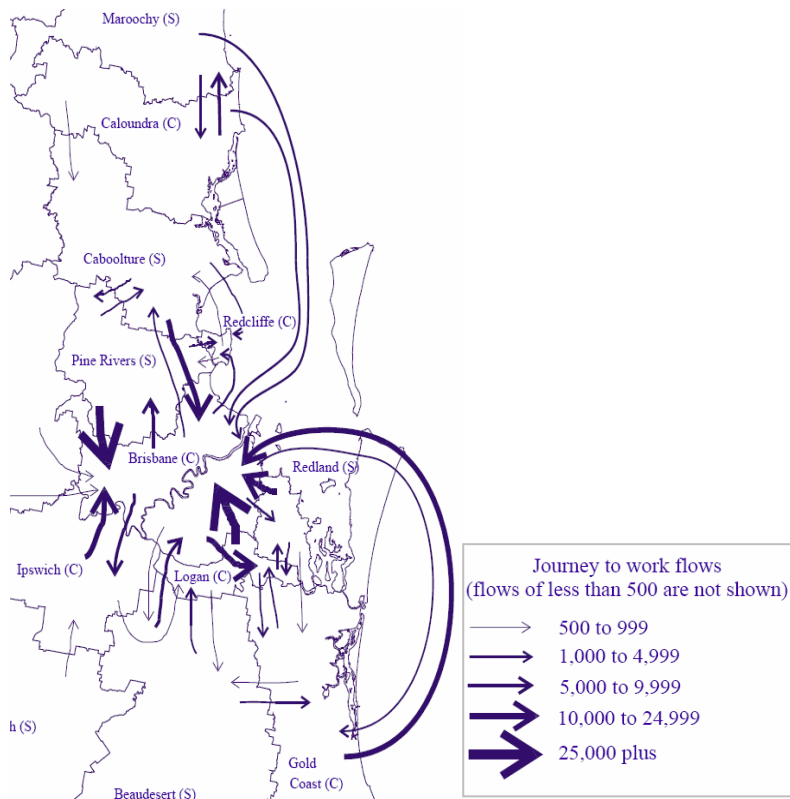 Maroochy (S)
Caloundra (C)
Caboolture (S)
Redcliffe (C)
Pine Rivers (S)
Brisbane (C)
Redland (S)
Ipswich (C)
Logan (C)
h (S)
Gold
Coast (C)
Beaudesert (S)
Journey to work flows
(flows of less than 500 are not shown)
500 to 999
1,000 to 4,999
5,000 to 9,999
10,000 to 24,999
25,000 plus